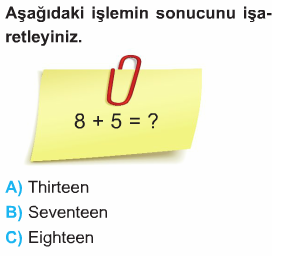 Aşağıdaki işlemin sonucunu işa-
retleyiniz.
8 + 5 = ?
A) Thirteen
B) Seventeen
C) Eighteen